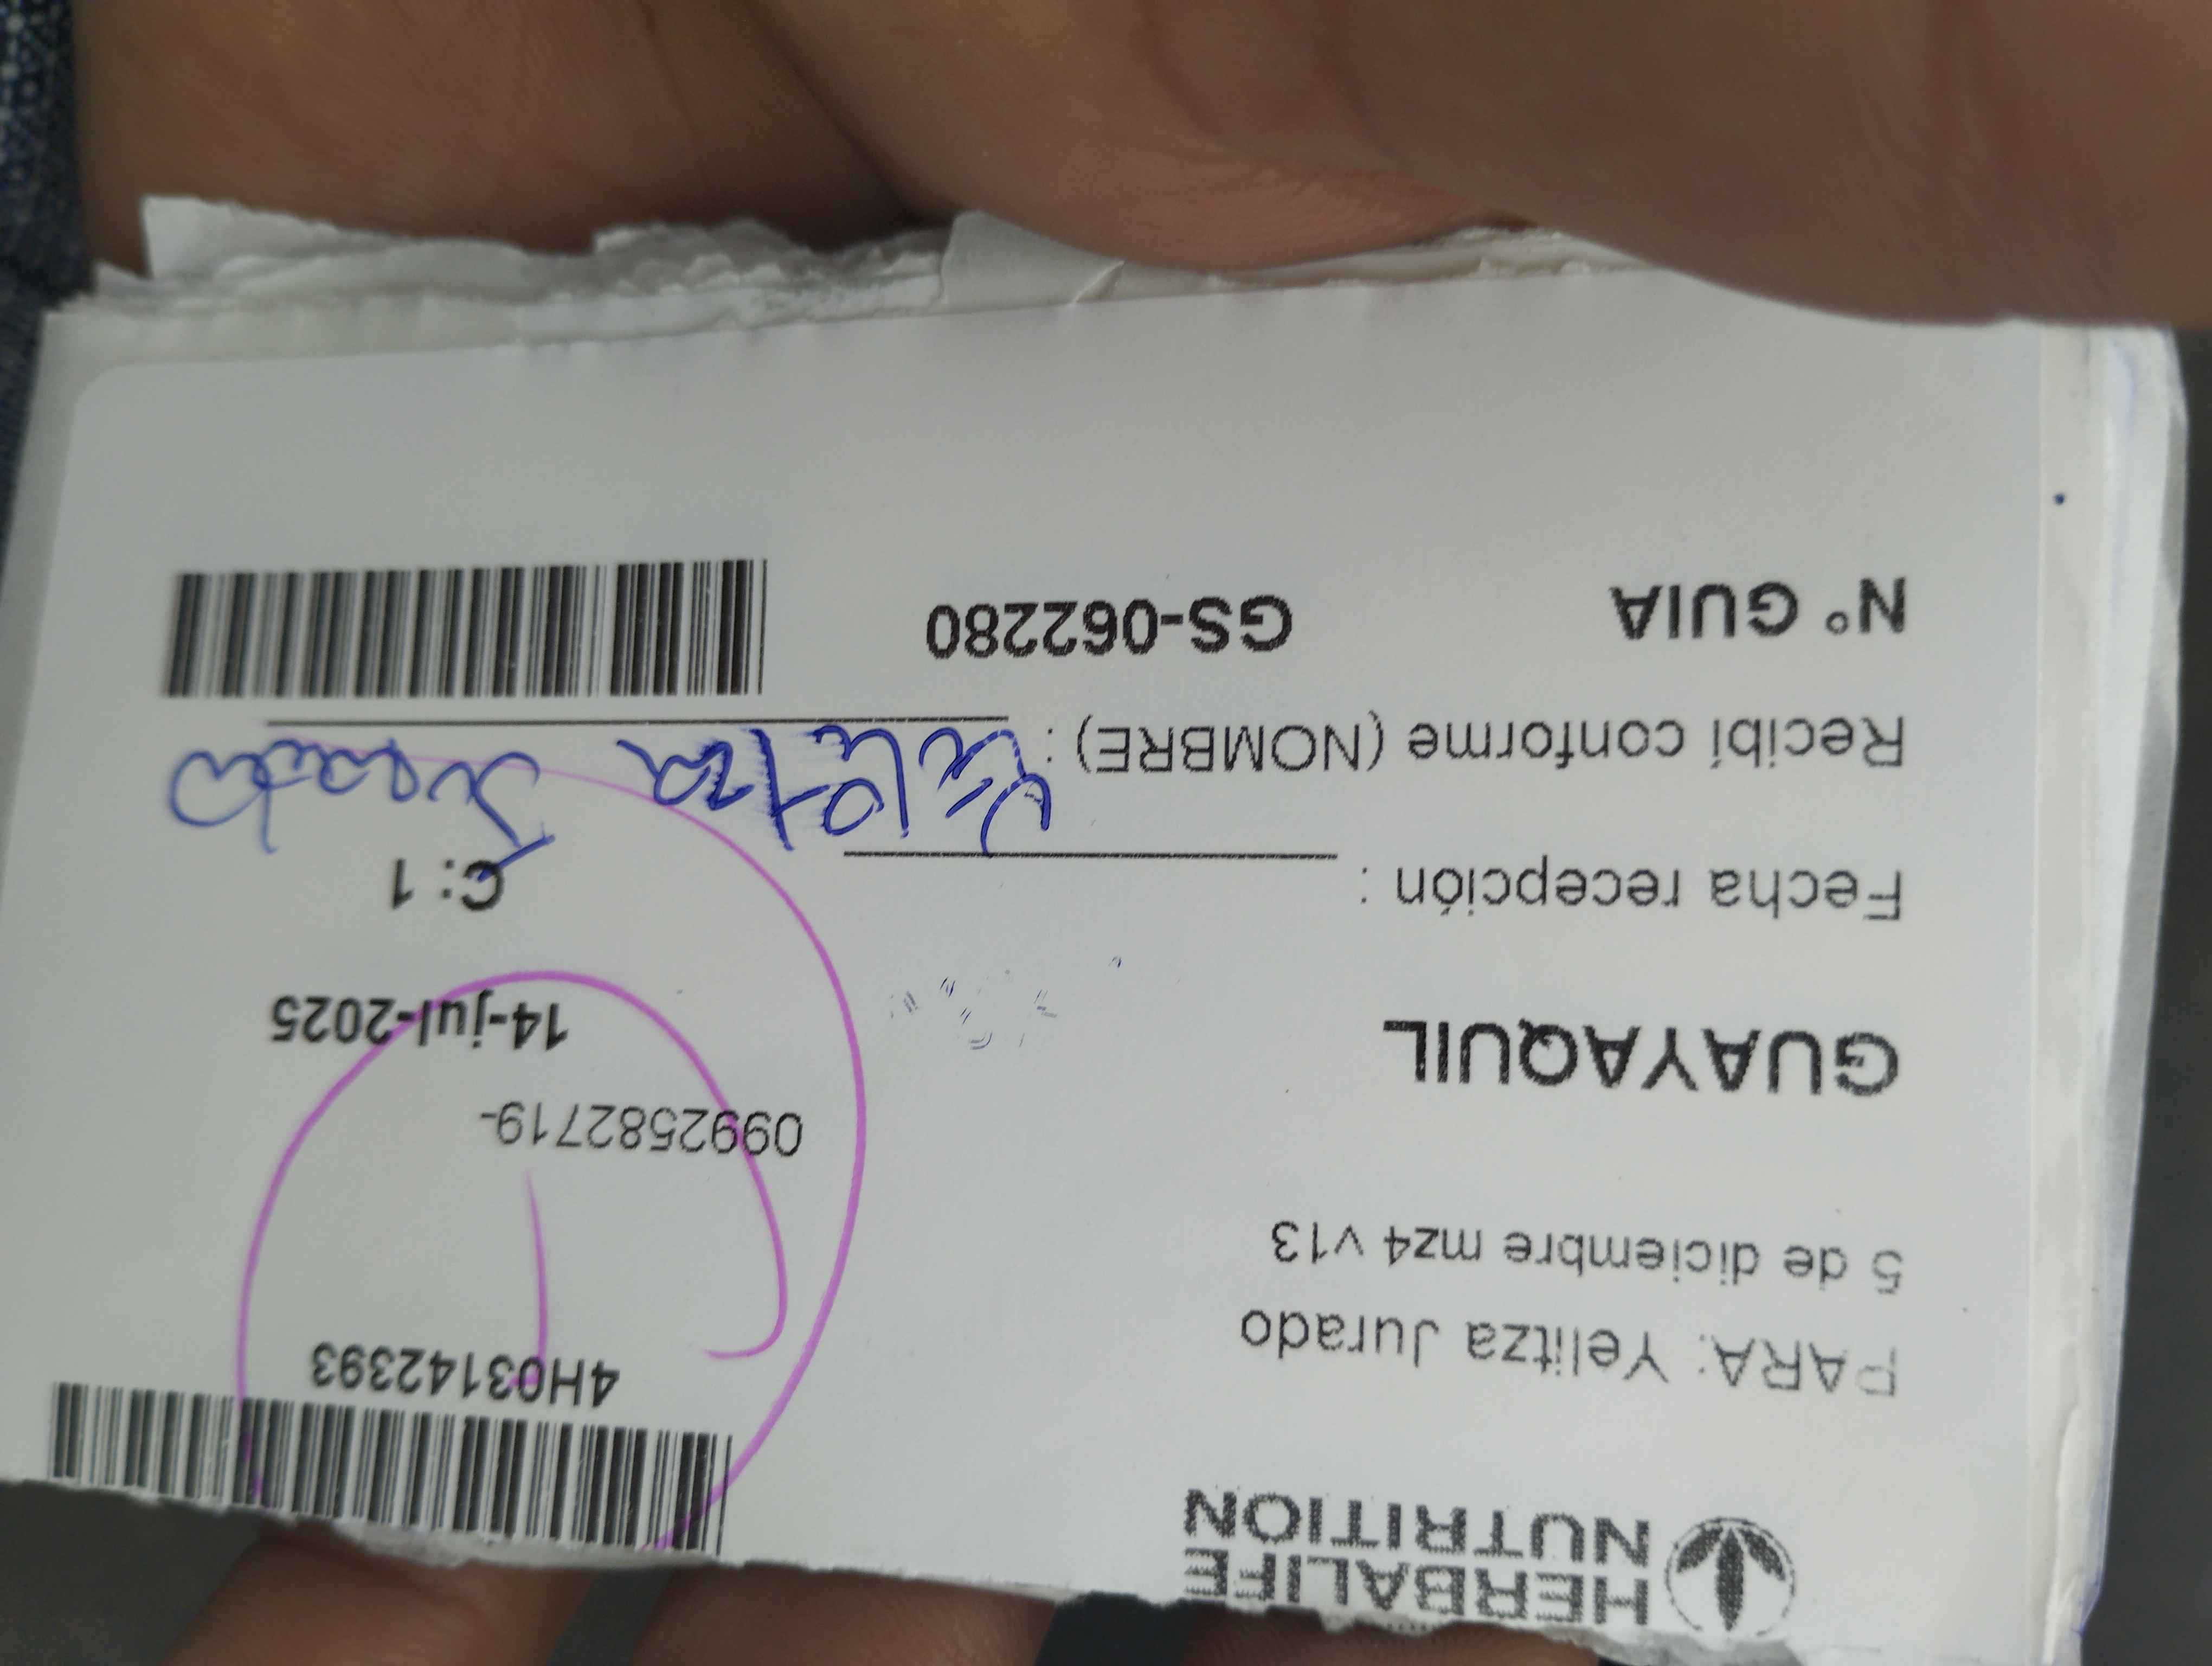 HERBALIFE
NUTRITION
4H03142393
PARA: Yelitza Jurado
5 de diciembre mz4 v13
0992582719-
GUAYAQUIL
14-jul-2025
Fecha recepción :
C: 1
Recibí conforme (NOMBRE) : Yelitza Jurado
N° GUIA GS-062280